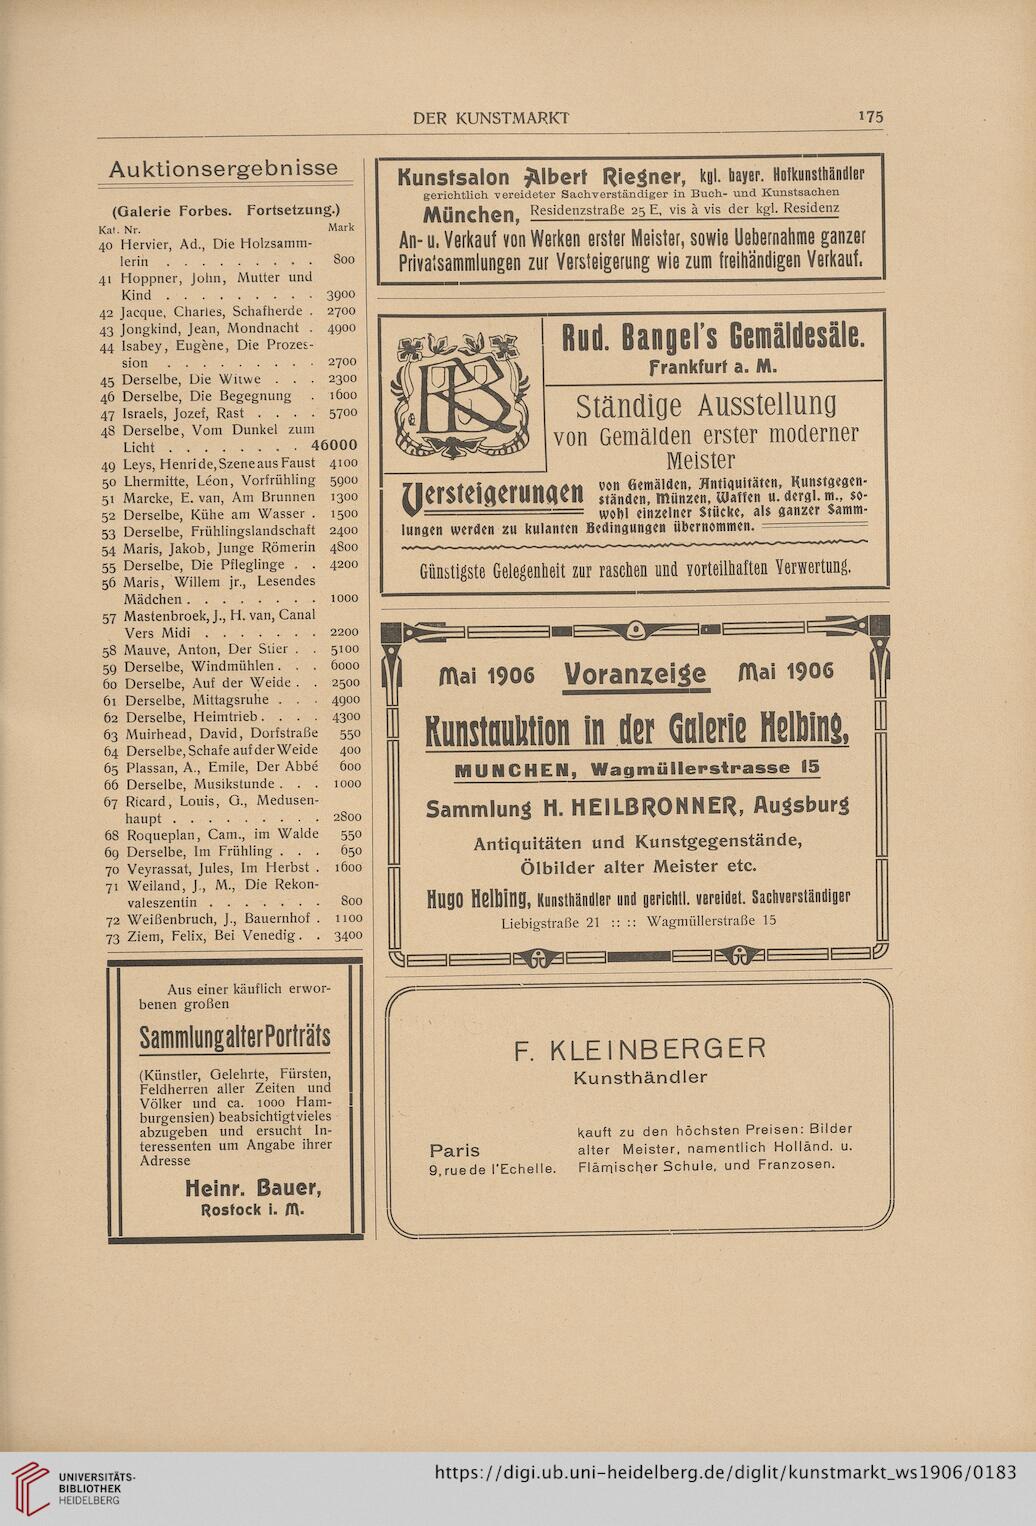 DER KUNSTMARKT
175
Auktionsergebnisse
(Galerie Forbes. Fortsetzung.)
Kat. Nr. Mark
40 Hervier, Ad., Die Holzsamm-
lerin . . . . . . . . . 800
41 Hoppner, John, Mutter und
Kind . . . . . . . . . 3900
42 Jacque, Charles, Schafherde . 2700
43 Jongkind, Jean, Mondnacht . 4900
44 Isabey, Eugène, Die Prozes-
sion . . . . . . . . . 2700
45 Derselbe, Die Witwe . . . 2300
46 Derselbe, Die Begegnung . 1600
47 Israels, Jozef, Rast . . . . 5700
48 Derselbe, Vom Dunkel zum
Licht . . . . . . . . 46000
49 Leys, Henri de, Szene aus Faust 4100
50 Lhermitte, Léon, Vorfrühling 5900
51 Marcke, E. van, Am Brunnen 1300
52 Derselbe, Kühe am Wasser . 1500
53 Derselbe, Frühlingslandschaft 2400
54 Maris, Jakob, Junge Römerin 4800
55 Derselbe, Die Pfleglinge . . 4200
56 Maris, Willem jr., Lesendes
Mädchen . . . . . . . . 1000
57 Mastenbroek, J., H. van, Canal
Vers Midi . . . . . . . 2200
58 Mauve, Anton, Der Stier . . 5100
59 Derselbe, Windmühlen . . . 6000
60 Derselbe, Auf der Weide . . 2500
61 Derselbe, Mittagsruhe . . . 4900
62 Derselbe, Heimtrieb . . . . 4300
63 Muirhead, David, Dorfstraße 550
64 Derselbe, Schafe auf der Weide 400
65 Plassan, A., Emile, Der Abbé 600
66 Derselbe, Musikstunde . . . 1000
67 Ricard, Louis, G., Medusen-
haupt . . . . . . . . . 2800
68 Roqueplan, Cam., im Walde 550
69 Derselbe, Im Frühling . . . 650
70 Veyrassat, Jules, Im Herbst . 1600
71 Weiland, J., M., Die Rekon-
valeszentin . . . . . . . 800
72 Weißenbruch, J., Bauernhof . 1100
73 Ziem, Felix, Bei Venedig . . 3400
Aus einer käuflich erwor-
benen großen
Sammlung alter Porträts
(Künstler, Gelehrte, Fürsten,
Feldherren aller Zeiten und
Völker und ca. 1000 Ham-
burgensien) beabsichtigt vieles
abzugeben und ersucht In-
teressenten um Angabe ihrer
Adresse
Heinr. Bauer,
Rostock i. M.
Kunstsalon Albert Riegner, kgl. bayer. Hofkunsthändler
gerichtlich vereideter Sachverständiger in Buch- und Kunstsachen
München, Residenzstraße 25 E, vis à vis der kgl. Residenz
An- u. Verkauf von Werken erster Meister, sowie Uebernahme ganzer
Privatsammlungen zur Versteigerung wie zum freihändigen Verkauf.
RB
Rud. Bangel's Gemäldesäle.
Frankfurt a. M.
Ständige Ausstellung
von Gemälden erster moderner
Meister
Versteigerungen von Gemälden, Antiquitäten, Kunstgegen-
ständen, Münzen, Waffen u. dergl. m., so-
wohl einzelner Stücke, als ganzer Samm-
lungen werden zu kulanten Bedingungen übernommen.
Günstigste Gelegenheit zur raschen und vorteilhaften Verwertung.
Mai 1906 Voranzeige Mai 1906
Kunstauktion in der Galerie Helbing,
MUNCHEN, Wagmüllerstrasse 15
Sammlung H. HEILBRONNER, Augsburg
Antiquitäten und Kunstgegenstände,
Ölbilder alter Meister etc.
Hugo Helbing, Kunsthändler und gerichtl. vereidet. Sachverständiger
Liebigstraße 21 :: :: Wagmüllerstraße 15
F. KLEINBERGER
Kunsthändler
Paris
9, rue de l'Echelle.
kauft zu den höchsten Preisen: Bilder
alter Meister, namentlich Holländ. u.
Flämischer Schule, und Franzosen.
UNIVERSITÄTS-
BIBLIOTHEK
HEIDELBERG
https://digi.ub.uni-heidelberg.de/diglit/kunstmarkt_ws1906/0183